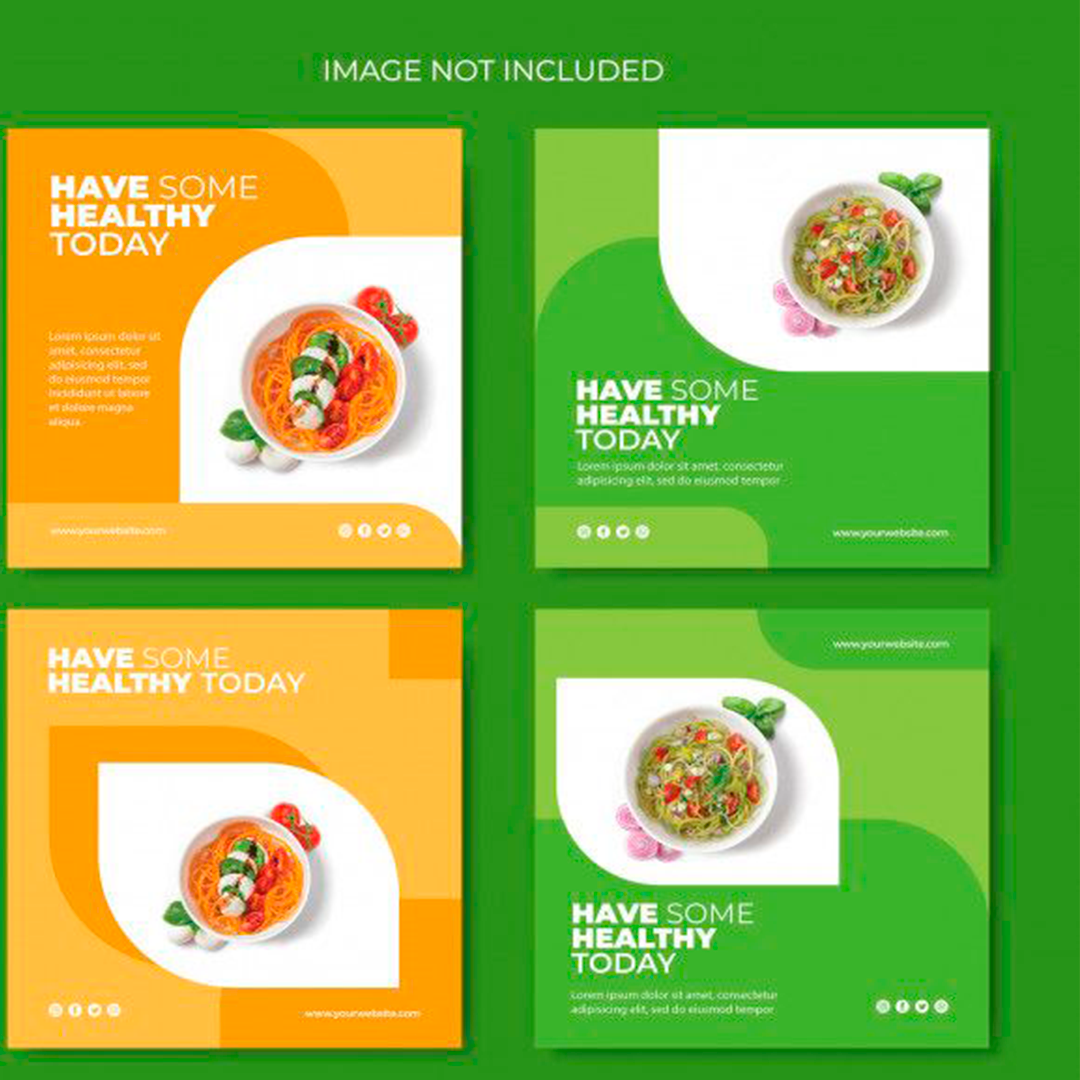 IMAGE NOT INCLUDED
HAVE SOME
HEALTHY
TODAY
Lorem ipsum dolor sit
amet, consectetur
adipisicing elit, sed
do eiusmod tempor
incididunt ut labore
et dolore magna
aliqua.
www.yourwebsite.com
HAVE SOME
HEALTHY
TODAY
Lorem ipsum dolor sit amet, consectetur
adipisicing elit, sed do eiusmod tempor
www.yourwebsite.com
HAVE SOME
HEALTHY TODAY
www.yourwebsite.com
www.yourwebsite.com
HAVE SOME
HEALTHY
TODAY
Lorem ipsum dolor sit amet, consectetur
adipisicing elit, sed do eiusmod tempor